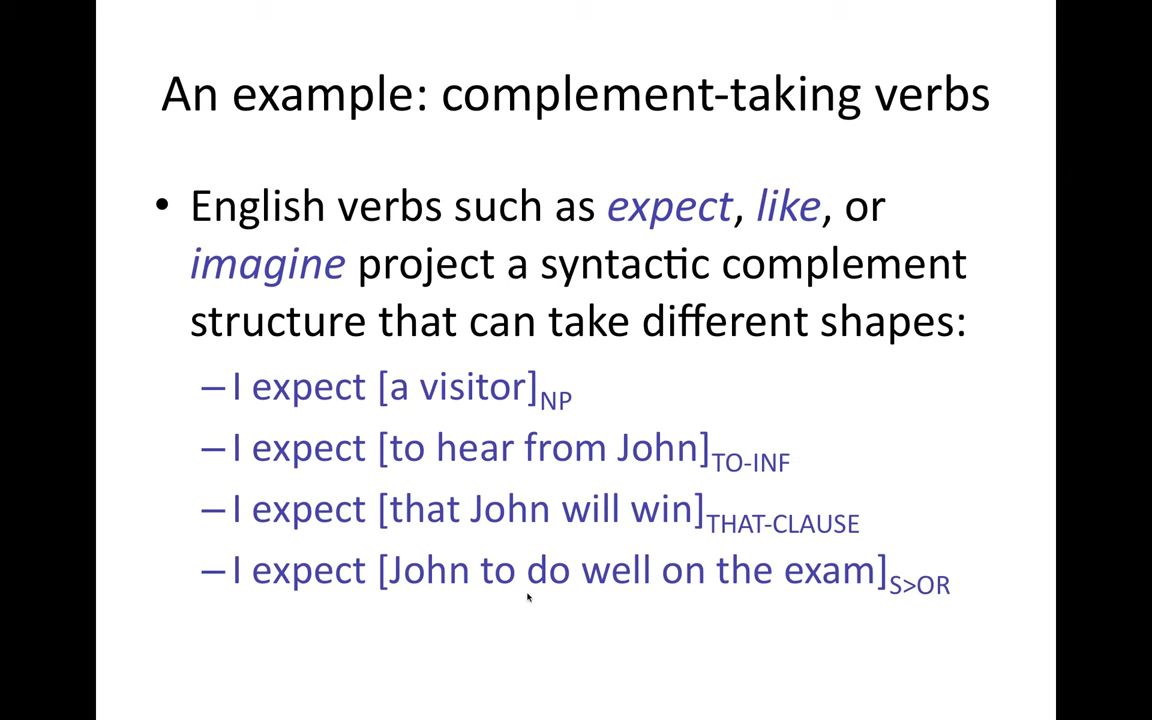 An example: complement-taking verbs
• English verbs such as expect, like, or
imagine project a syntactic complement
structure that can take different shapes:
–I expect [a visitor]NP
–I expect [to hear from John]TO-INF
–I expect [that John will win]THAT-CLAUSE
–I expect [John to do well on the exam]S>OR